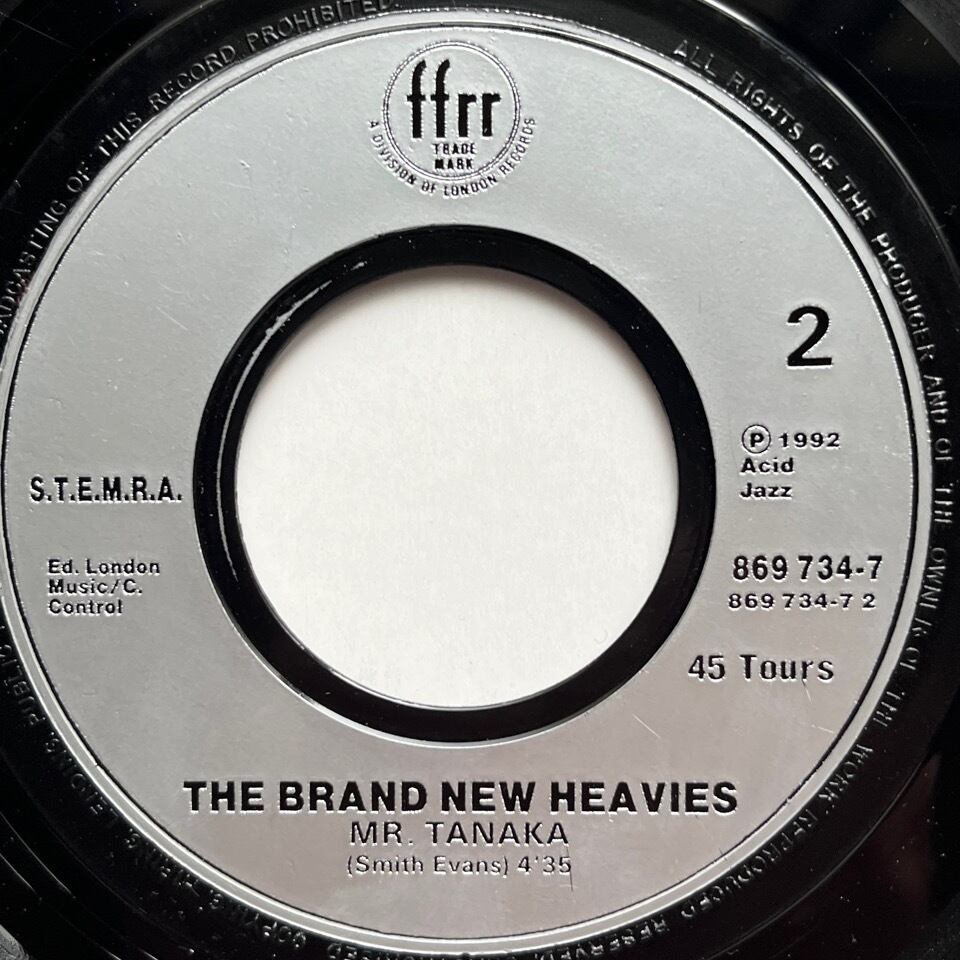 ffrr
TRADE
MARK
A DIVISION OF LONDON RECORDS
2
Ⓟ 1992
Acid
Jazz
S.T.E.M.R.A.
Ed. London
Music/C.
Control
869 734-7
869 734-7 2
45 Tours
THE BRAND NEW HEAVIES
MR. TANAKA
(Smith Evans) 4'35
ALL RIGHTS OF THE PRODUCER AND OF THE OWNER OF THE WORK REPRODUCED RESERVED
OF THIS RECORD PROHIBITED.